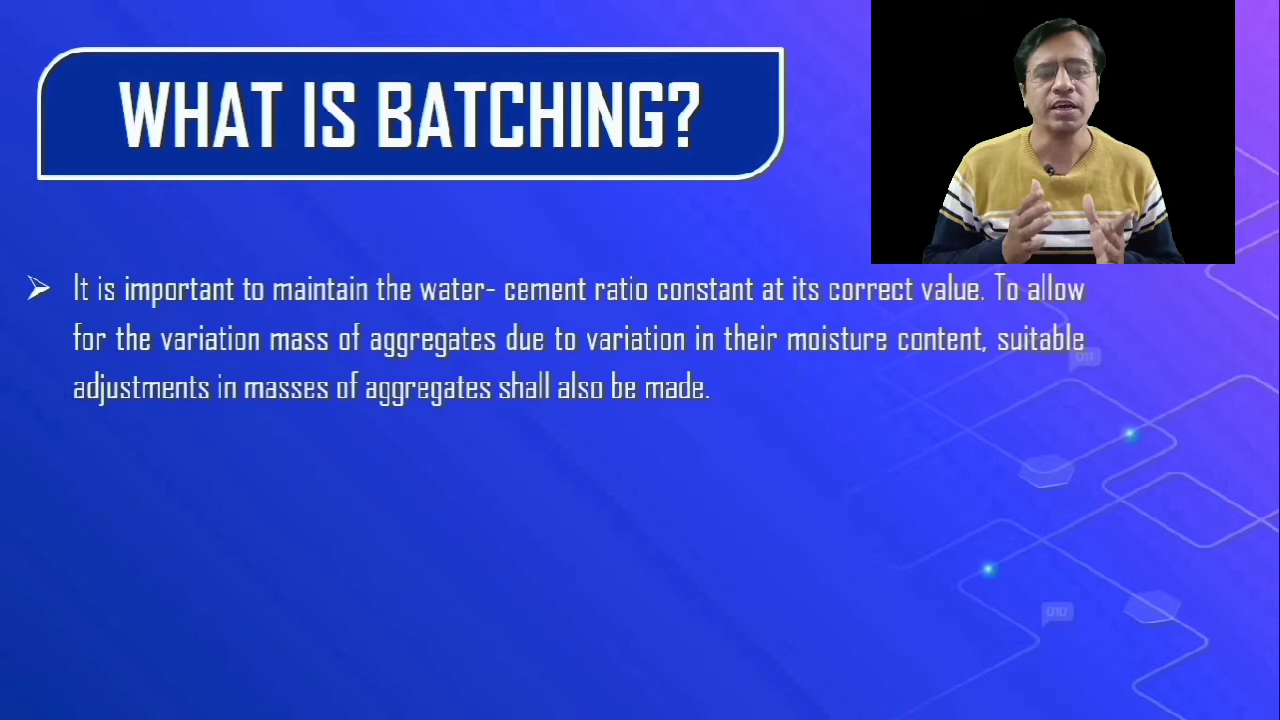 WHAT IS BATCHING?
It is important to maintain the water- cement ratio constant at its correct value. To allow
for the variation mass of aggregates due to variation in their moisture content, suitable
adjustments in masses of aggregates shall also be made.
011
010